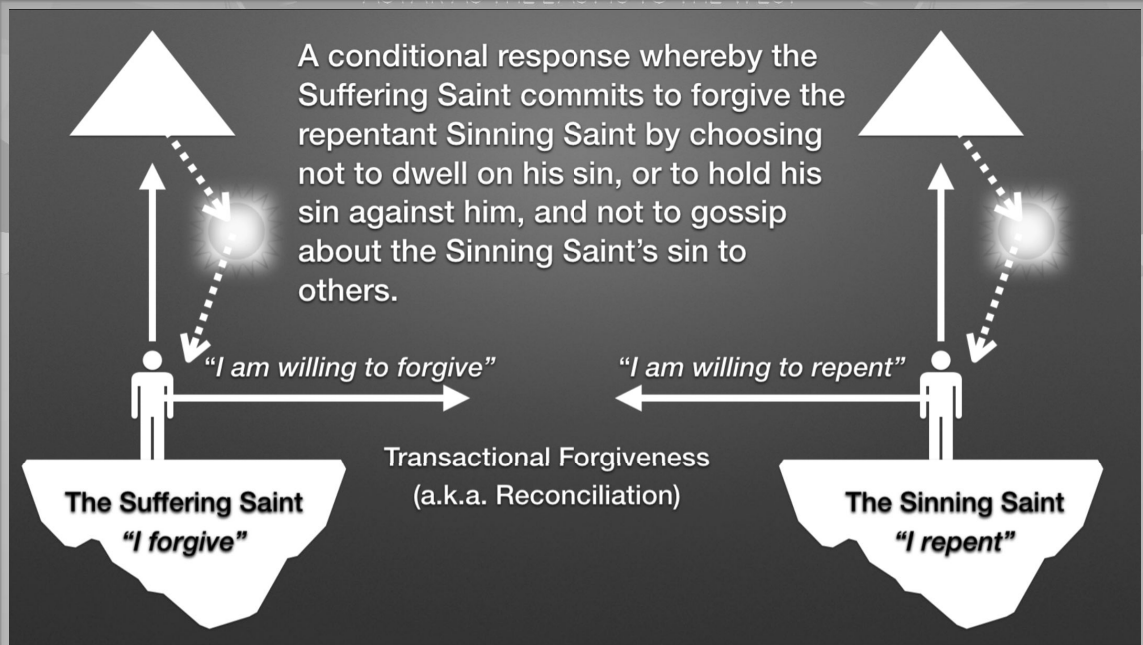 A conditional response whereby the
Suffering Saint commits to forgive the
repentant Sinning Saint by choosing
not to dwell on his sin, or to hold his
sin against him, and not to gossip
about the Sinning Saint’s sin to
others.
“I am willing to forgive”
“I am willing to repent”
Transactional Forgiveness
(a.k.a. Reconciliation)
The Suffering Saint
“I forgive”
The Sinning Saint
“I repent”